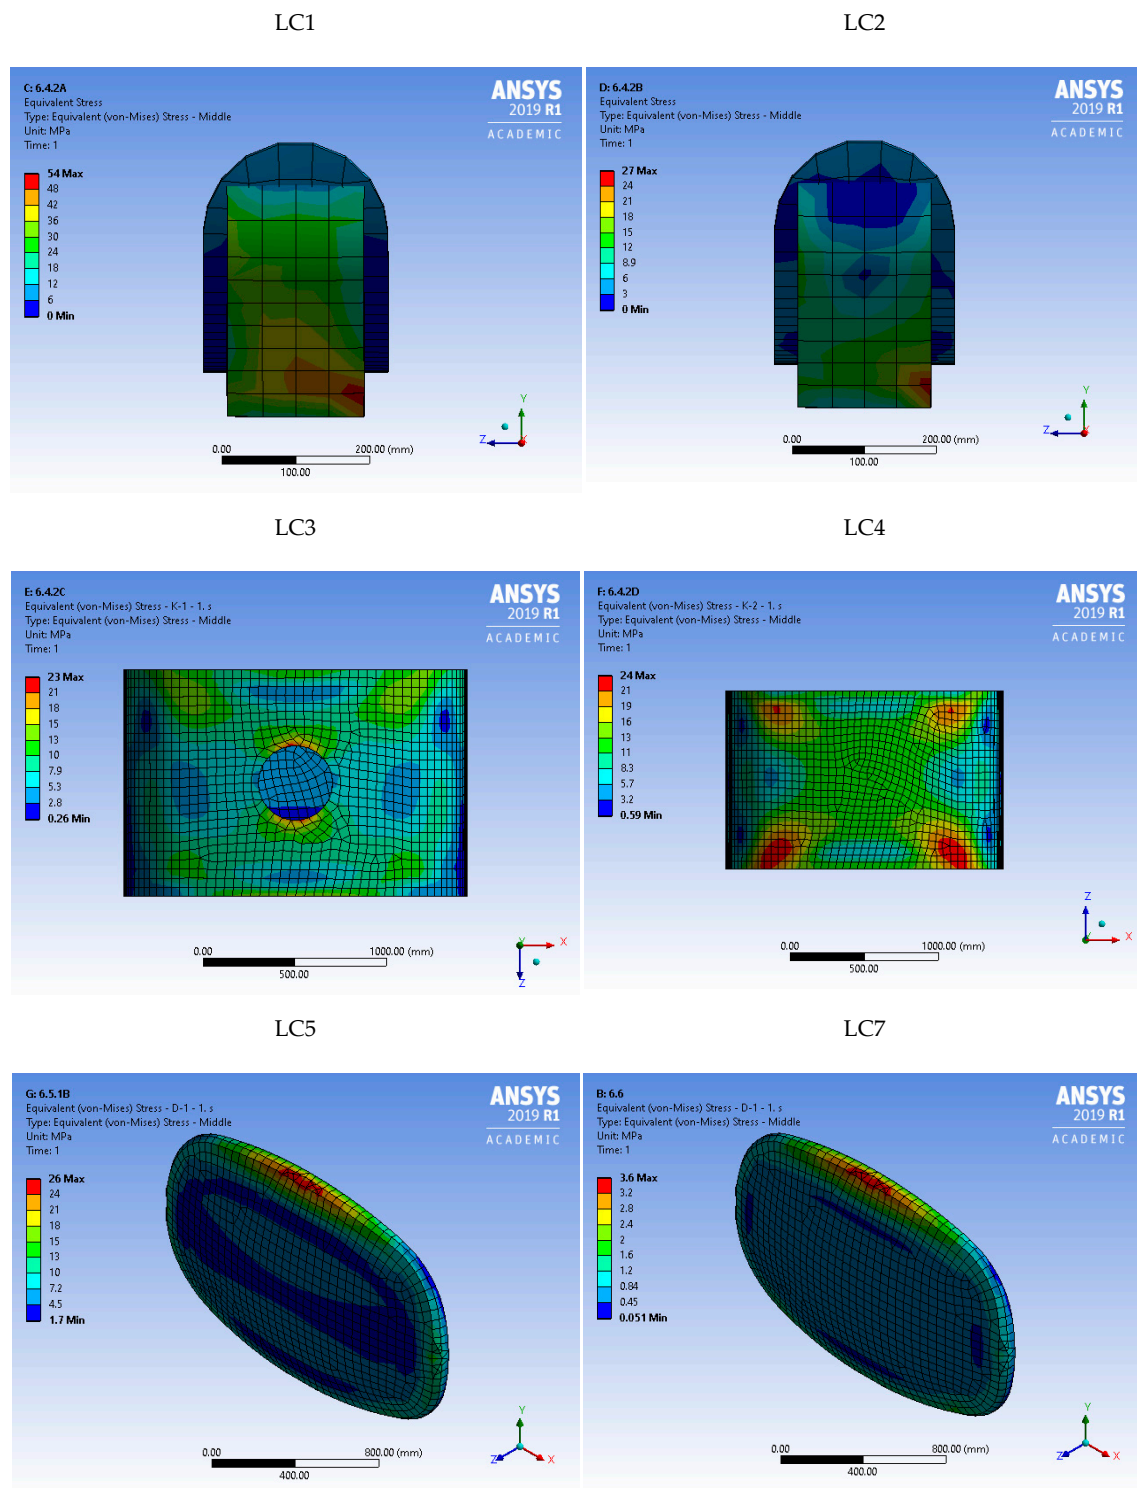 LC1
LC2
C: 6.4.2A
Equivalent Stress
Type: Equivalent (von-Mises) Stress - Middle
Unit: MPa
Time: 1
ANSYS
2019 R1
ACADEMIC
54 Max
48
42
36
30
24
18
12
6
0 Min
Y
Z
X
0.00
200.00 (mm)
100.00
D: 6.4.2B
Equivalent Stress
Type: Equivalent (von-Mises) Stress - Middle
Unit: MPa
Time: 1
ANSYS
2019 R1
ACADEMIC
27 Max
24
21
18
15
12
8.9
6
3
0 Min
Y
Z
X
0.00
200.00 (mm)
100.00
LC3
LC4
E: 6.4.2C
Equivalent (von-Mises) Stress - K-1 - 1. s
Type: Equivalent (von-Mises) Stress - Middle
Unit: MPa
Time: 1
ANSYS
2019 R1
ACADEMIC
23 Max
21
18
15
13
10
7.9
5.3
2.8
0.26 Min
0.00
1000.00 (mm)
500.00
Y
X
Z
F: 6.4.2D
Equivalent (von-Mises) Stress - K-2 - 1. s
Type: Equivalent (von-Mises) Stress - Middle
Unit: MPa
Time: 1
ANSYS
2019 R1
ACADEMIC
24 Max
21
19
16
13
11
8.3
5.7
3.2
0.59 Min
Z
Y
X
0.00
1000.00 (mm)
500.00
LC5
LC7
G: 6.5.1B
Equivalent (von-Mises) Stress - D-1 - 1. s
Type: Equivalent (von-Mises) Stress - Middle
Unit: MPa
Time: 1
ANSYS
2019 R1
ACADEMIC
26 Max
24
21
18
15
13
10
7.2
4.5
1.7 Min
Y
Z
X
0.00
800.00 (mm)
400.00
B: 6.6
Equivalent (von-Mises) Stress - D-1 - 1. s
Type: Equivalent (von-Mises) Stress - Middle
Unit: MPa
Time: 1
ANSYS
2019 R1
ACADEMIC
3.6 Max
3.2
2.8
2.4
2
1.6
1.2
0.84
0.45
0.051 Min
Y
Z
X
0.00
800.00 (mm)
400.00